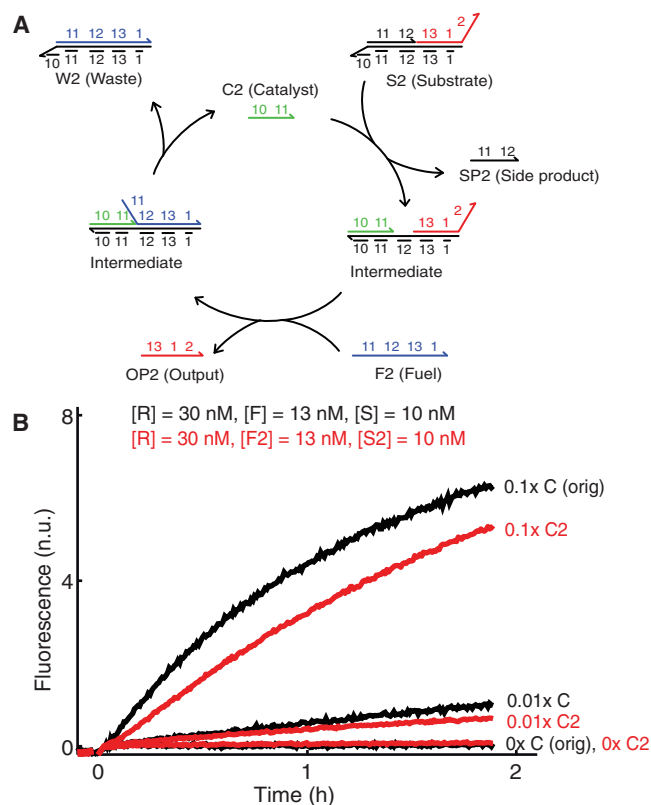 A
11 12 13 1
10 11 12 13 1
W2 (Waste)
C2 (Catalyst)
10 11
11 12 13 1 2
10 11 12 13 1
S2 (Substrate)
11 12
SP2 (Side product)
11
10 11 12 13 1
10 11 12 13 1
Intermediate
10 11 13 1 2
10 11 12 13 1
Intermediate
13 1 2
OP2 (Output)
11 12 13 1
F2 (Fuel)
B
[R] = 30 nM, [F] = 13 nM, [S] = 10 nM
[R] = 30 nM, [F2] = 13 nM, [S2] = 10 nM
8
4
0
Fluorescence (n.u.)
0.1x C (orig)
0.1x C2
0.01x C
0.01x C2
0x C (orig), 0x C2
0 1 2
Time (h)